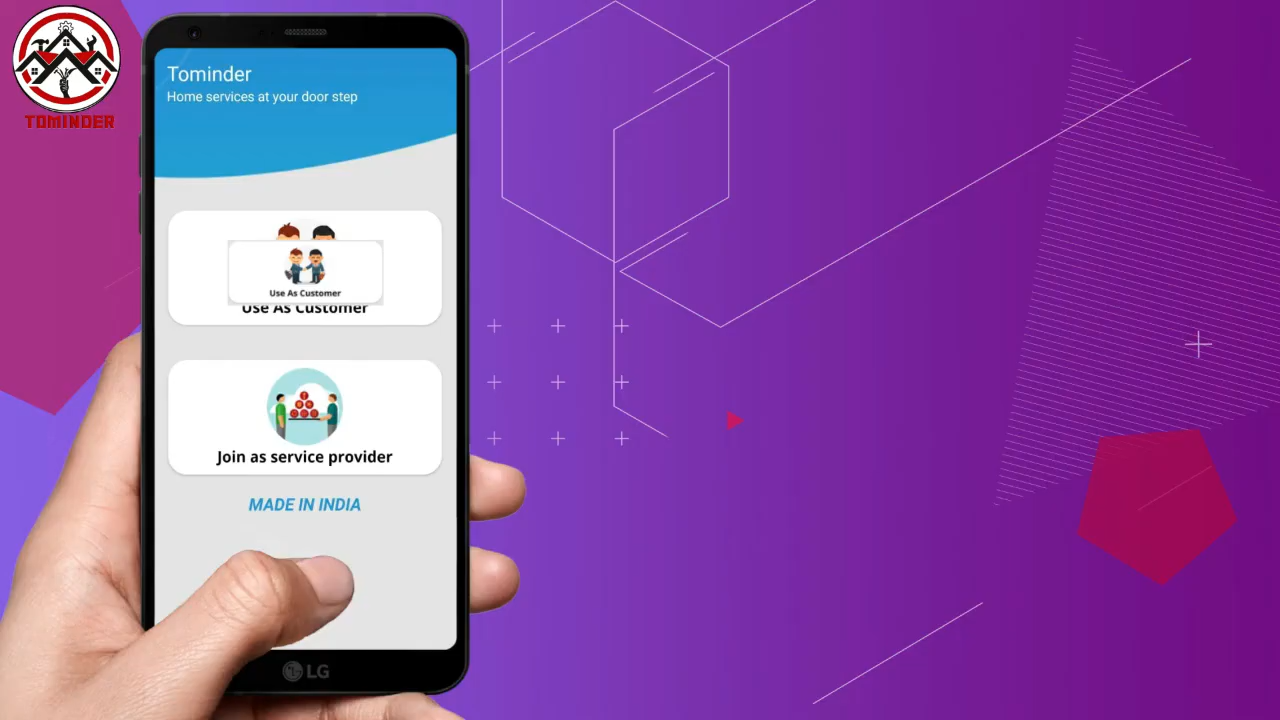 TOMINDER
Tominder
Home services at your door step
Use As Customer
Use As Customer
Join as service provider
MADE IN INDIA
LG